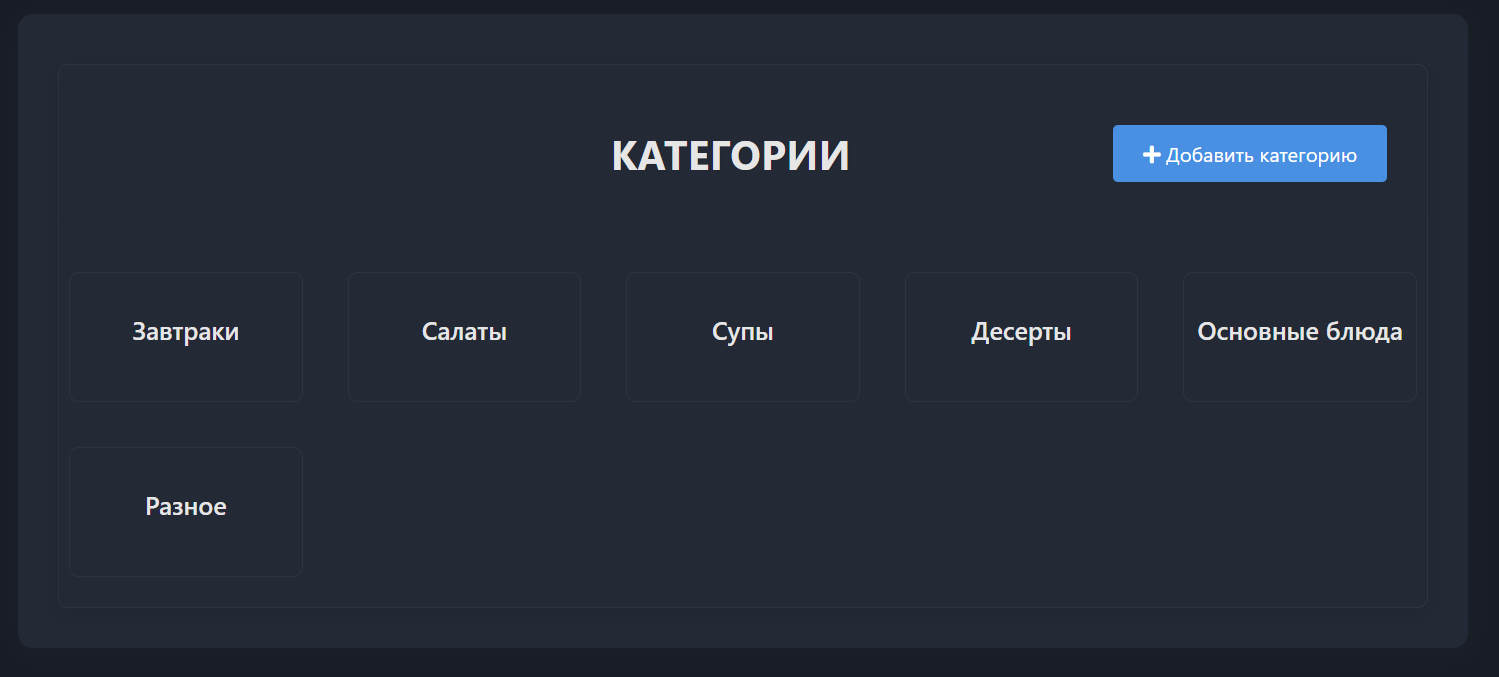 КАТЕГОРИИ
Добавить категорию
Завтраки
Салаты
Супы
Десерты
Основные блюда
Разное